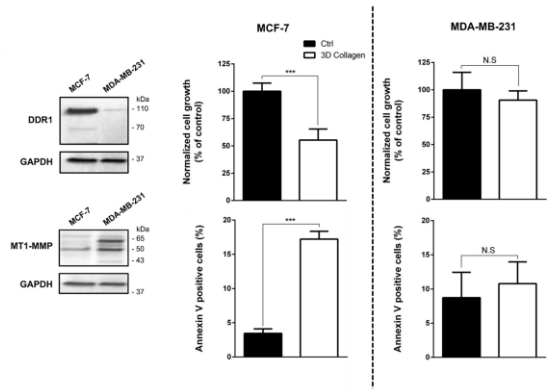 MCF-7
MDA-MB-231
Ctrl
3D Collagen
MCF-7
MDA-MB-231
kDa
DDR1
- 110
- 70
GAPDH
- 37
MCF-7
MDA-MB-231
kDa
MT1-MMP
- 65
- 50
- 43
GAPDH
- 37
Normalized cell growth
(% of control)
125
100
75
50
25
0
***
Normalized cell growth
(% of control)
125
100
75
50
25
0
N.S
Annexin V positive cells (%)
20
15
10
5
0
***
Annexin V positive cells (%)
20
15
10
5
0
N.S